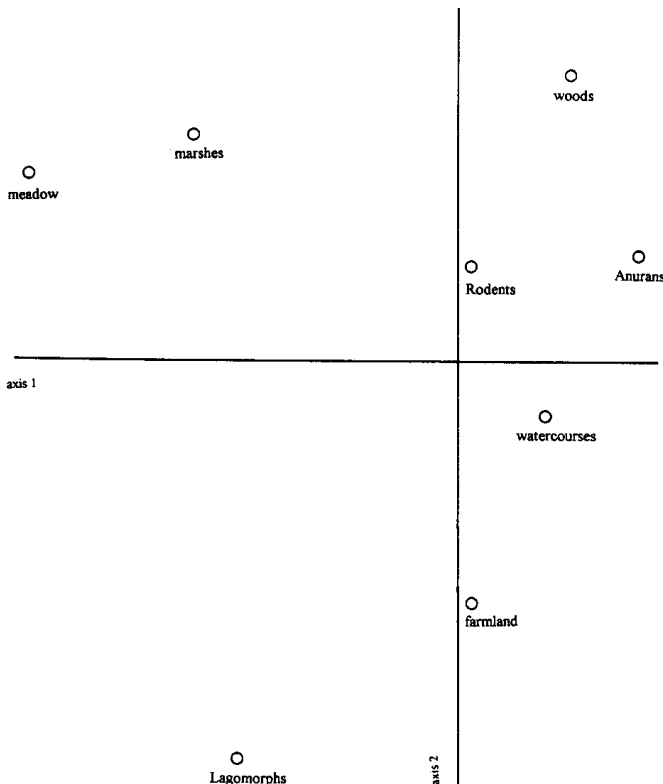 woods
marshes
meadow
Rodents
Anurans
axis 1
watercourses
farmland
axis 2
Lagomorphs